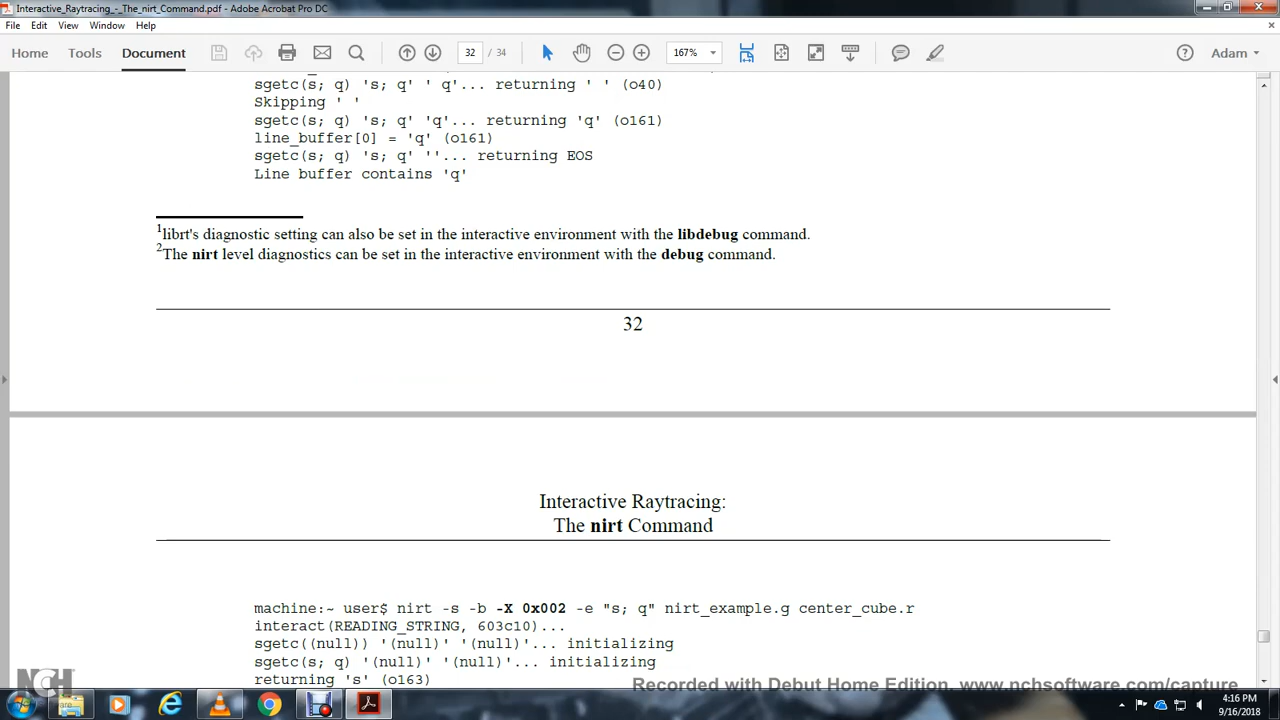 Interactive_Raytracing_-_The_nirt_Command.pdf - Adobe Acrobat Pro DC
File Edit View Window Help
Home Tools Document 32 / 34 167% Adam
sgetc(s; q) 's; q' ' q'... returning ' ' (o40)
Skipping ' '
sgetc(s; q) 's; q' 'q'... returning 'q' (o161)
line_buffer[0] = 'q' (o161)
sgetc(s; q) 's; q' ''... returning EOS
Line buffer contains 'q'
1librt's diagnostic setting can also be set in the interactive environment with the libdebug command.
2The nirt level diagnostics can be set in the interactive environment with the debug command.
32
Interactive Raytracing:
The nirt Command
machine:~ user$ nirt -s -b -X 0x002 -e "s; q" nirt_example.g center_cube.r
interact(READING_STRING, 603c10)...
sgetc((null)) '(null)' '(null)'... initializing
sgetc(s; q) '(null)' '(null)'... initializing
returning 's' (o163)
NCH
Recorded with Debut Home Edition. www.nchsoftware.com/capture
4:16 PM
9/16/2018